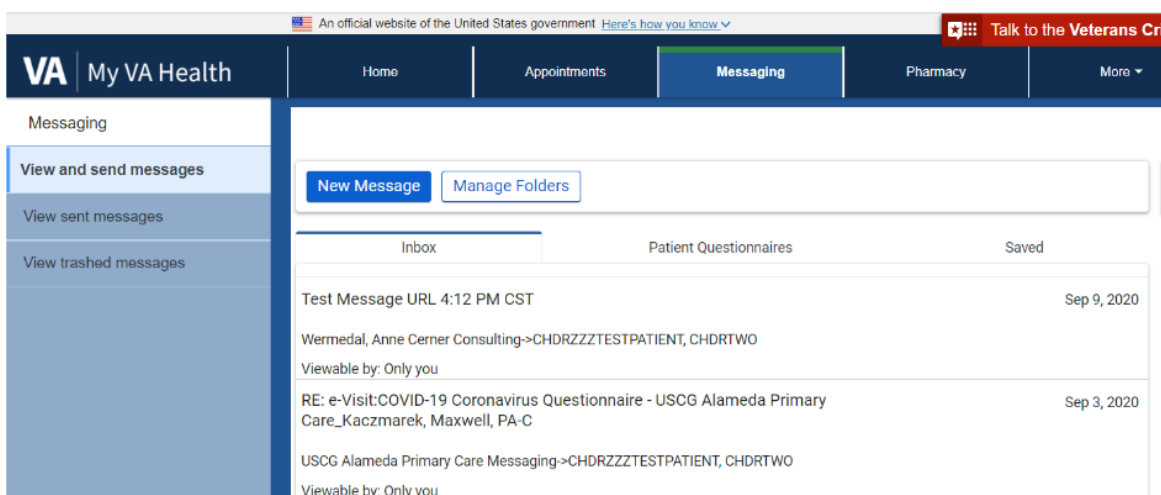 An official website of the United States government Here's how you know
Talk to the Veterans
VA My VA Health
Home
Appointments
Messaging
Pharmacy
More
Messaging
View and send messages
View sent messages
View trashed messages
New Message
Manage Folders
Inbox
Patient Questionnaires
Saved
Test Message URL 4:12 PM CST
Sep 9, 2020
Wermedal, Anne Cerner Consulting->CHDRZZZTESTPATIENT, CHDRTWO
Viewable by: Only you
RE: e-Visit:COVID-19 Coronavirus Questionnaire - USCG Alameda Primary
Sep 3, 2020
Care_Kaczmarek, Maxwell, PA-C
USCG Alameda Primary Care Messaging->CHDRZZZTESTPATIENT, CHDRTWO
Viewable by: Only you